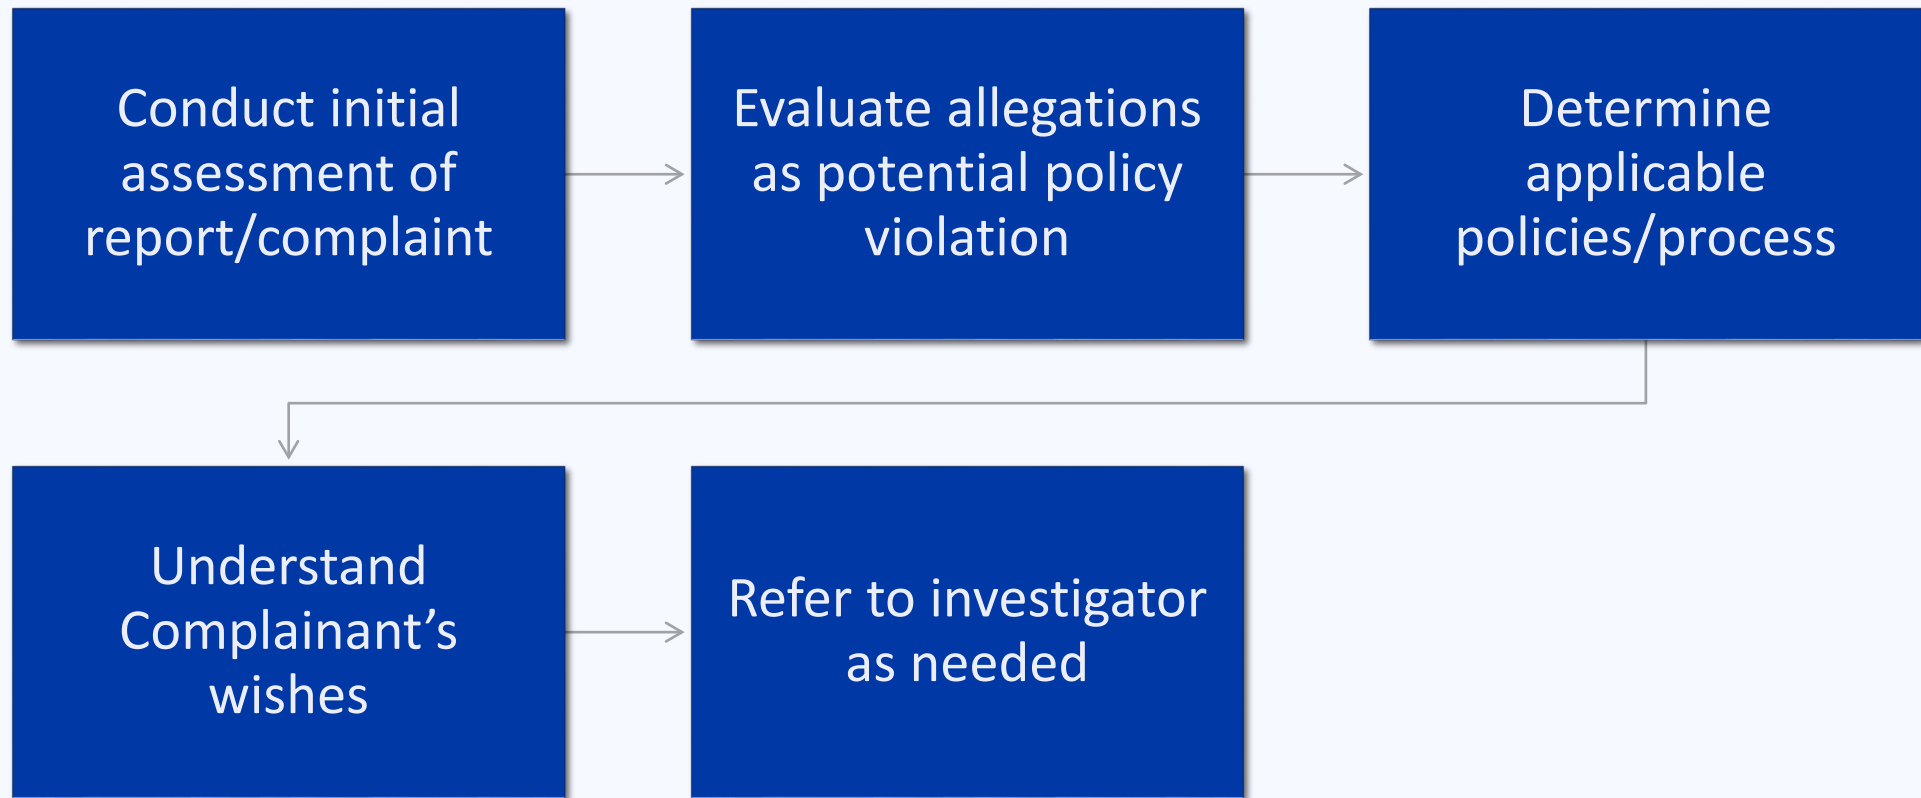 Conduct initial
assessment of
report/complaint
Evaluate allegations
as potential policy
violation
Determine
applicable
policies/process
Understand
Complainant’s
wishes
Refer to investigator
as needed